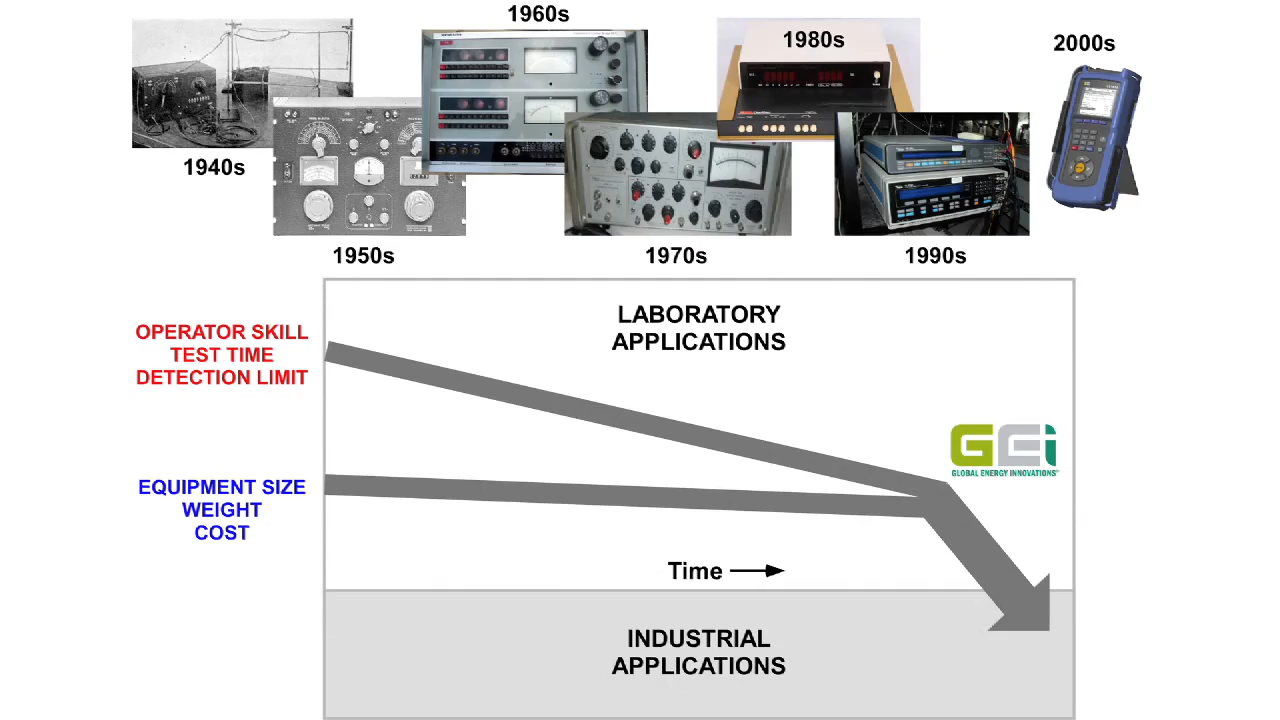 1960s
1980s
2000s
1940s
1950s
1970s
1990s
LABORATORY
APPLICATIONS
OPERATOR SKILL
TEST TIME
DETECTION LIMIT
GEi
GLOBAL ENERGY INNOVATIONS
EQUIPMENT SIZE
WEIGHT
COST
Time
INDUSTRIAL
APPLICATIONS